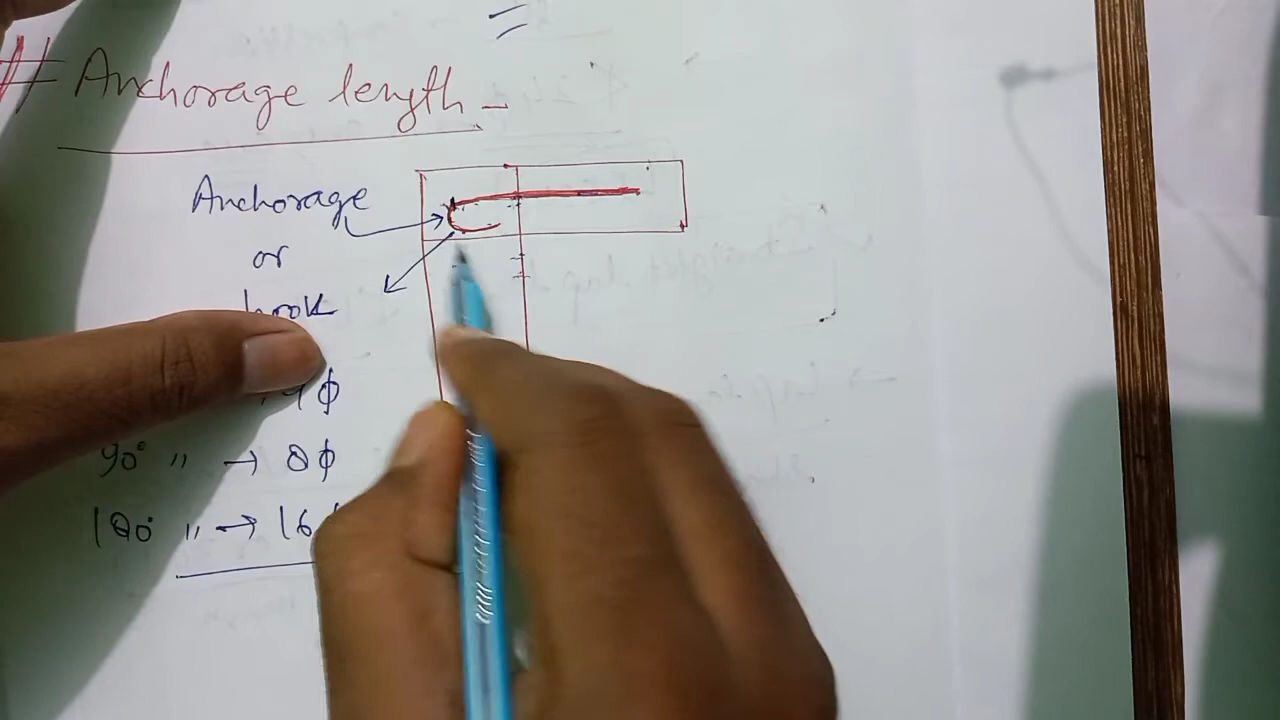 # Anchorage length -
Anchorage
or
hook
φ
90° " → 8φ
180° " → 16